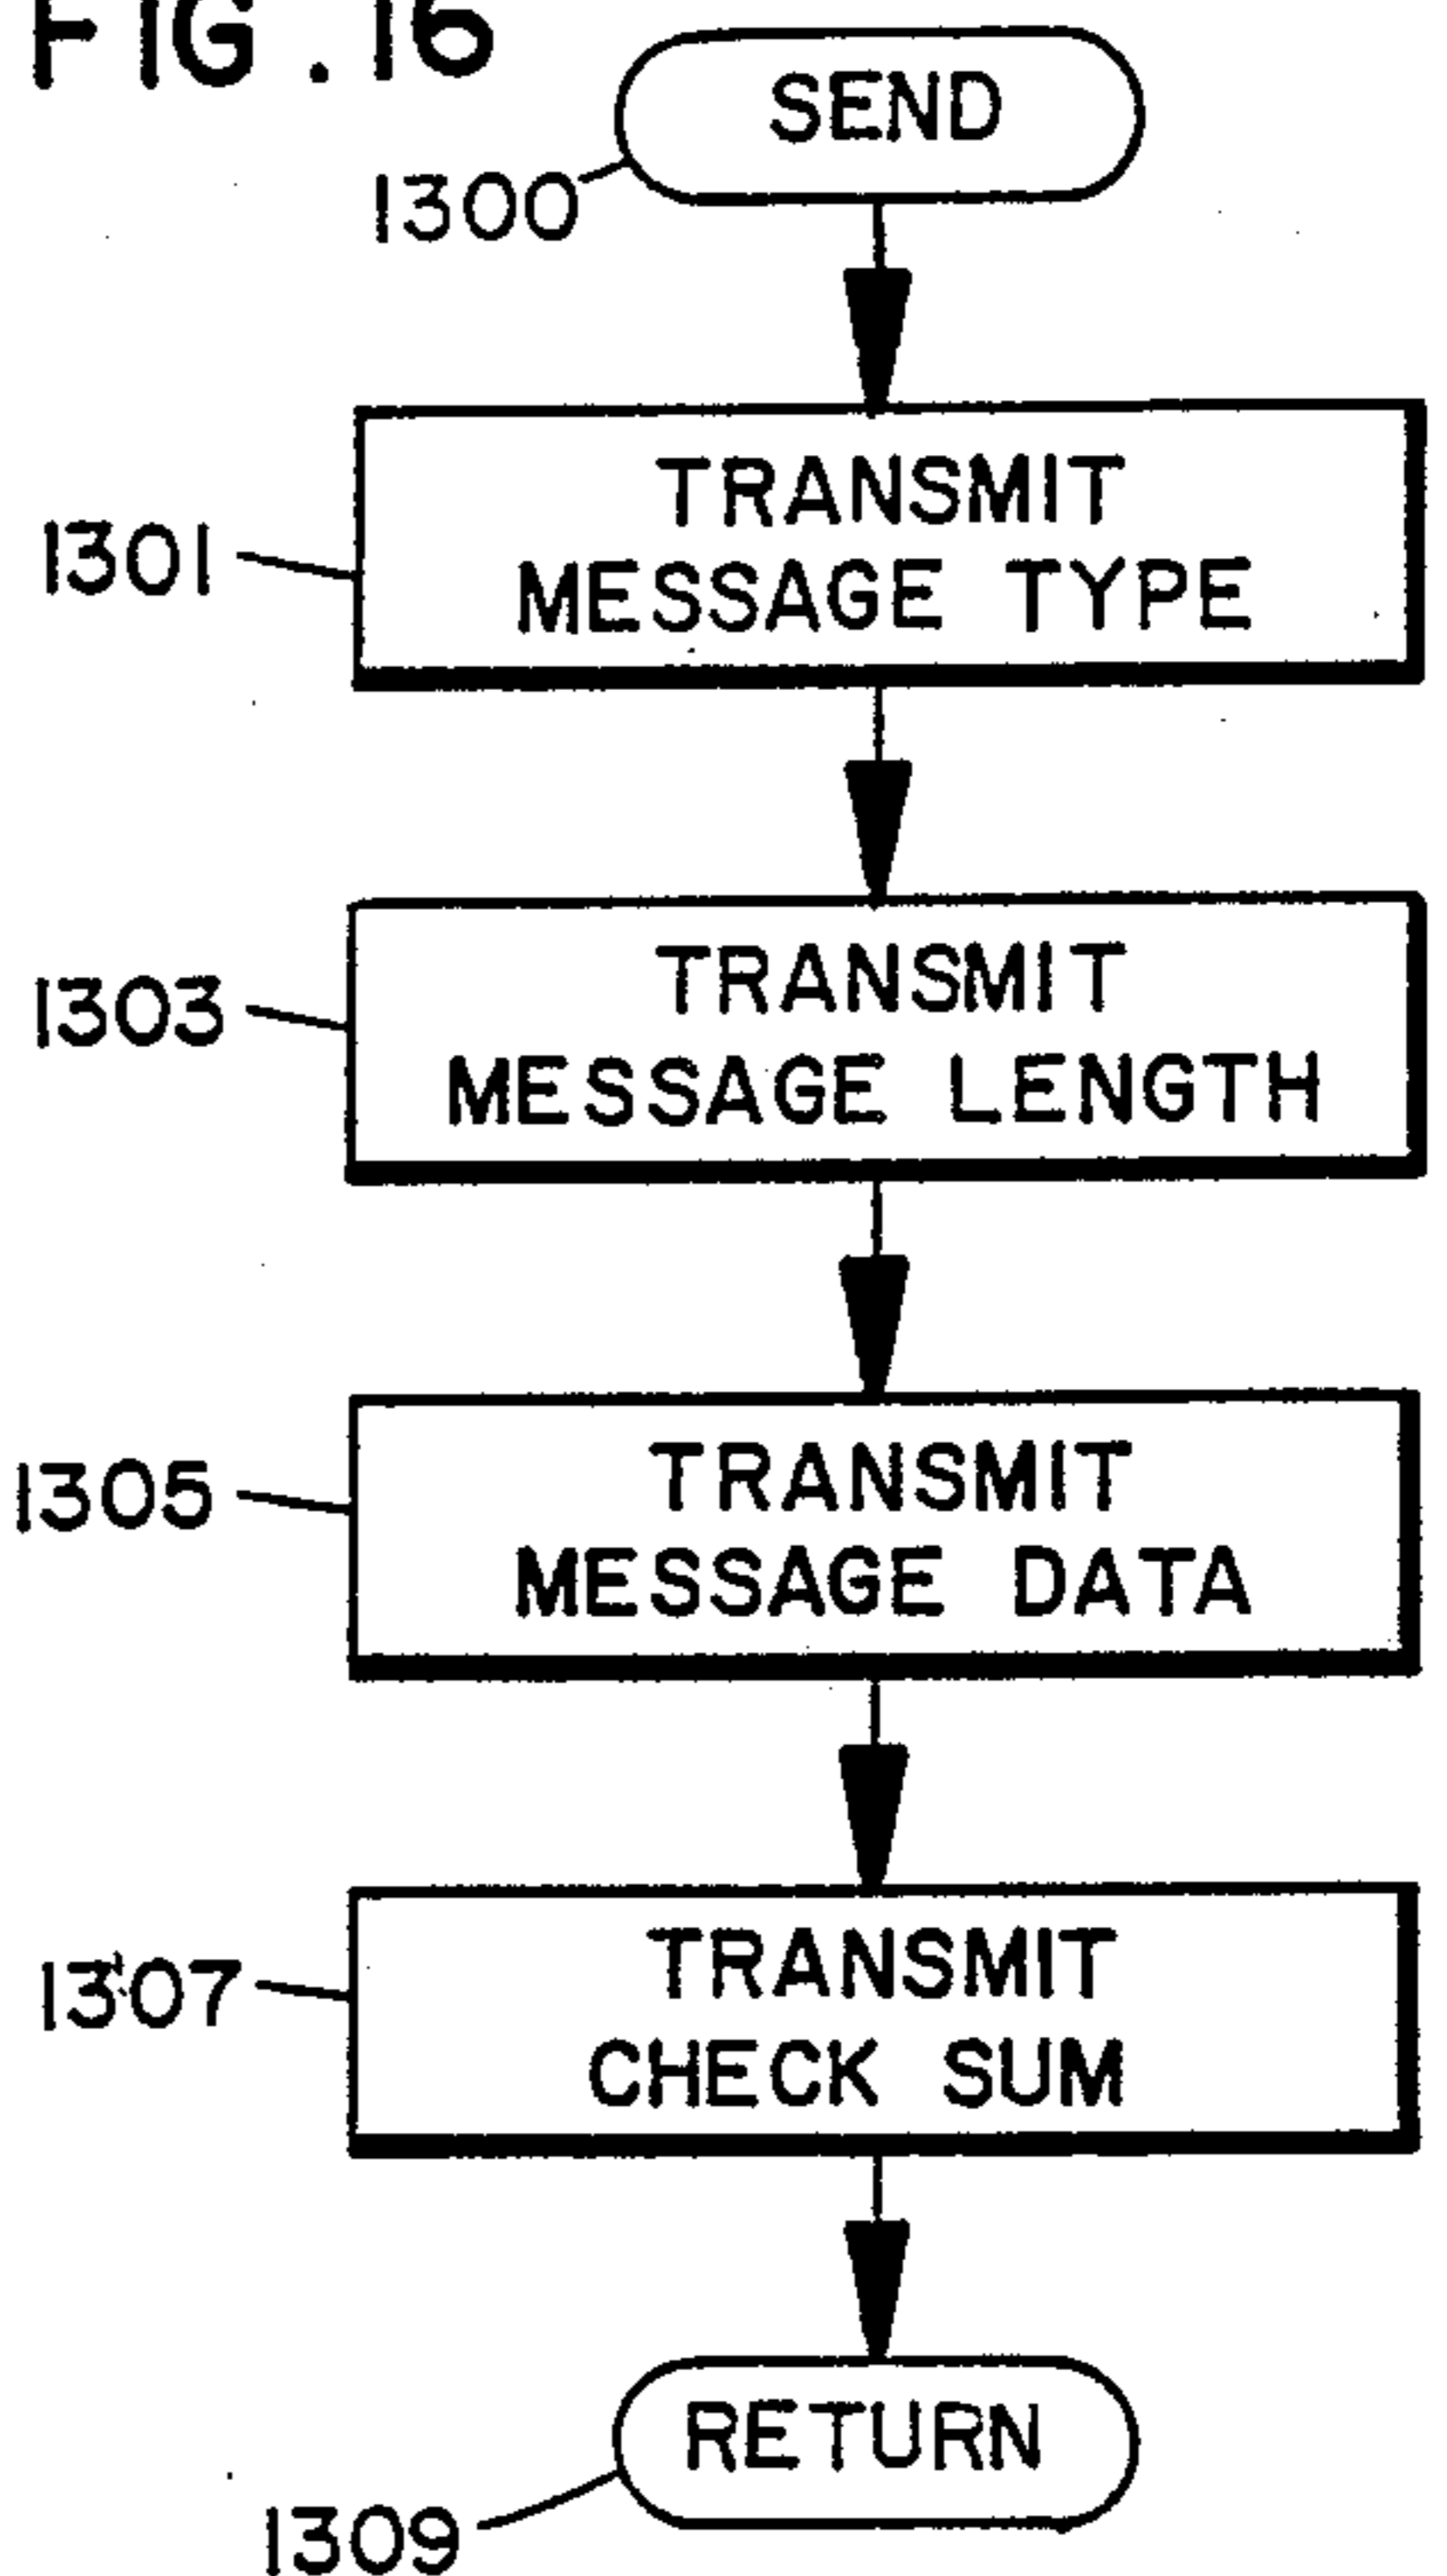 FIG. 16
SEND
1300
TRANSMIT
MESSAGE TYPE
1301
TRANSMIT
MESSAGE LENGTH
1303
TRANSMIT
MESSAGE DATA
1305
TRANSMIT
CHECK SUM
1307
RETURN
1309